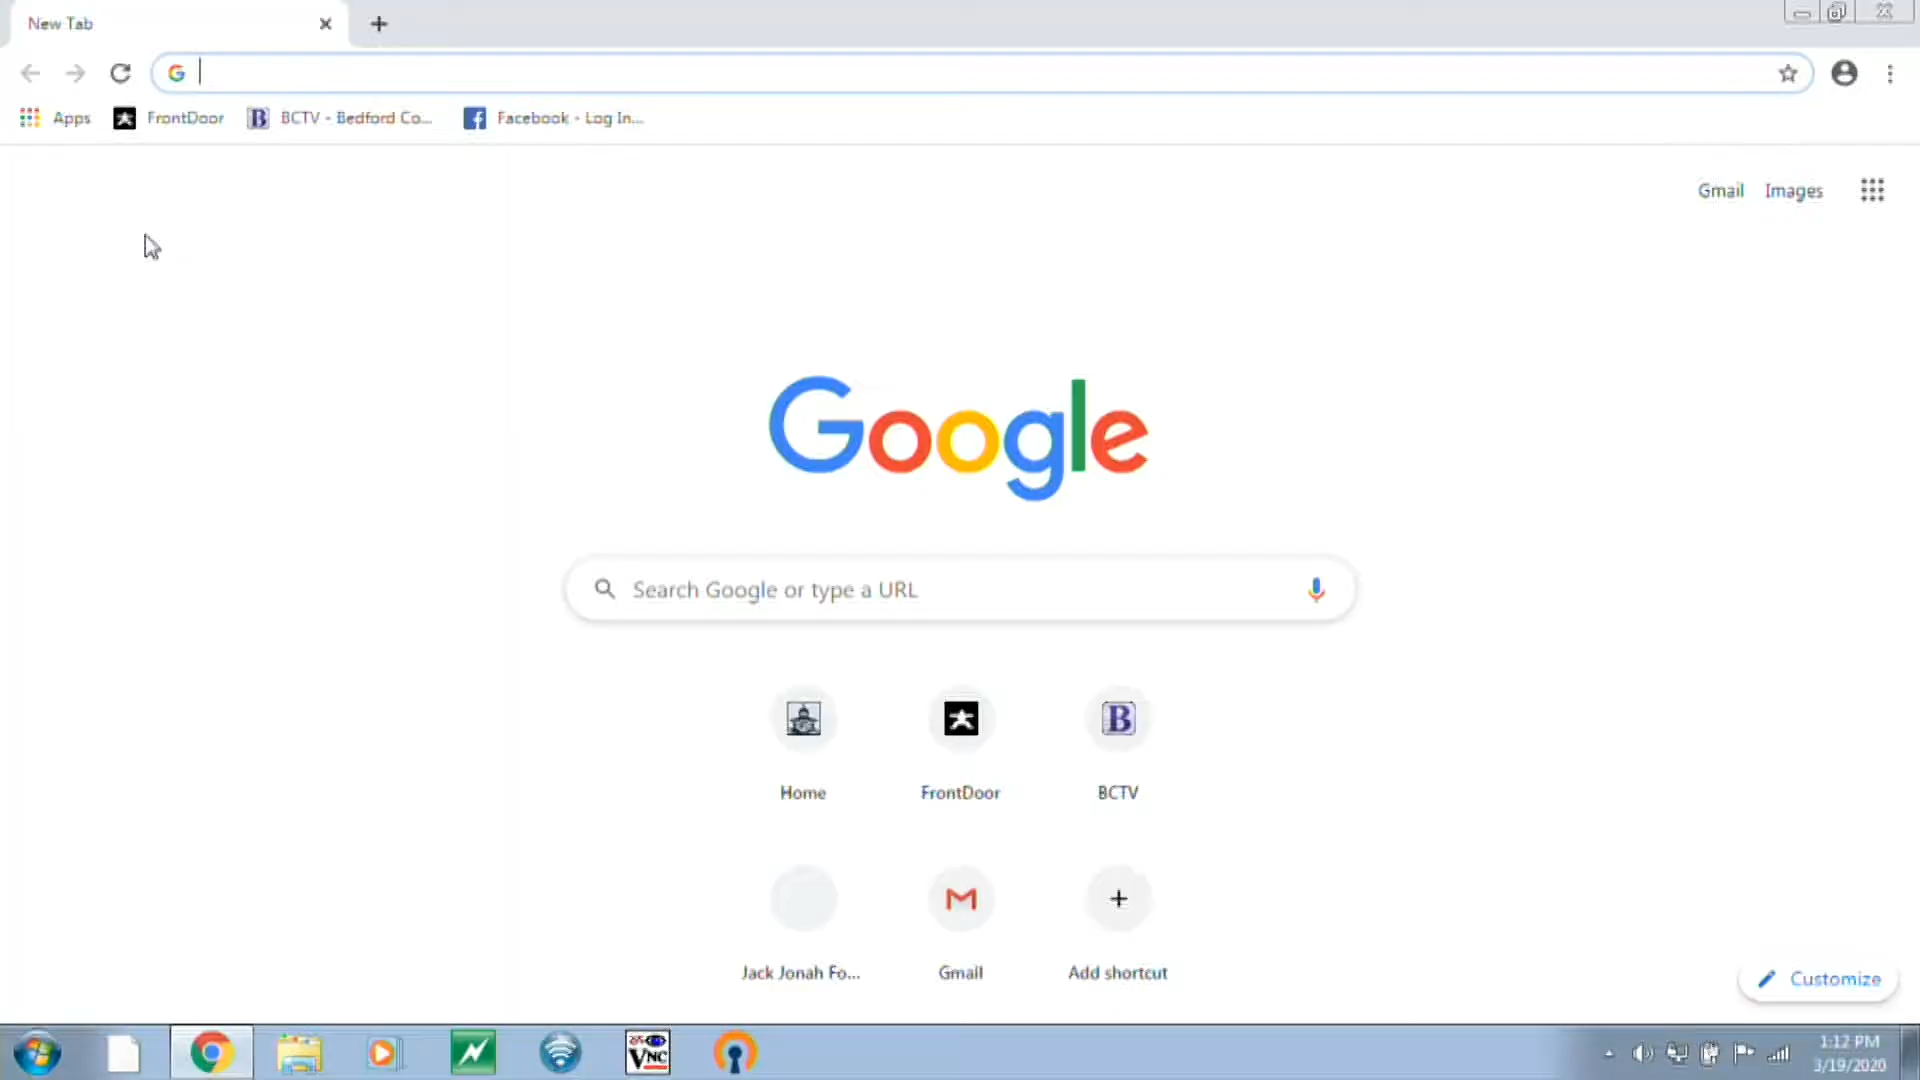 New Tab
Apps FrontDoor BCTV - Bedford Co... Facebook - Log In...
Gmail Images
Google
Search Google or type a URL
Home FrontDoor BCTV
Jack Jonah Fo... Gmail Add shortcut
Customize
VNC
1:12 PM
3/19/2020